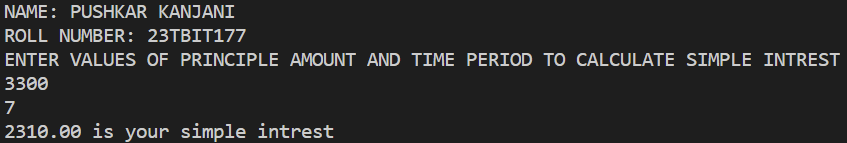 NAME: PUSHKAR KANJANI
ROLL NUMBER: 23TBIT177
ENTER VALUES OF PRINCIPLE AMOUNT AND TIME PERIOD TO CALCULATE SIMPLE INTREST
3300
7
2310.00 is your simple intrest